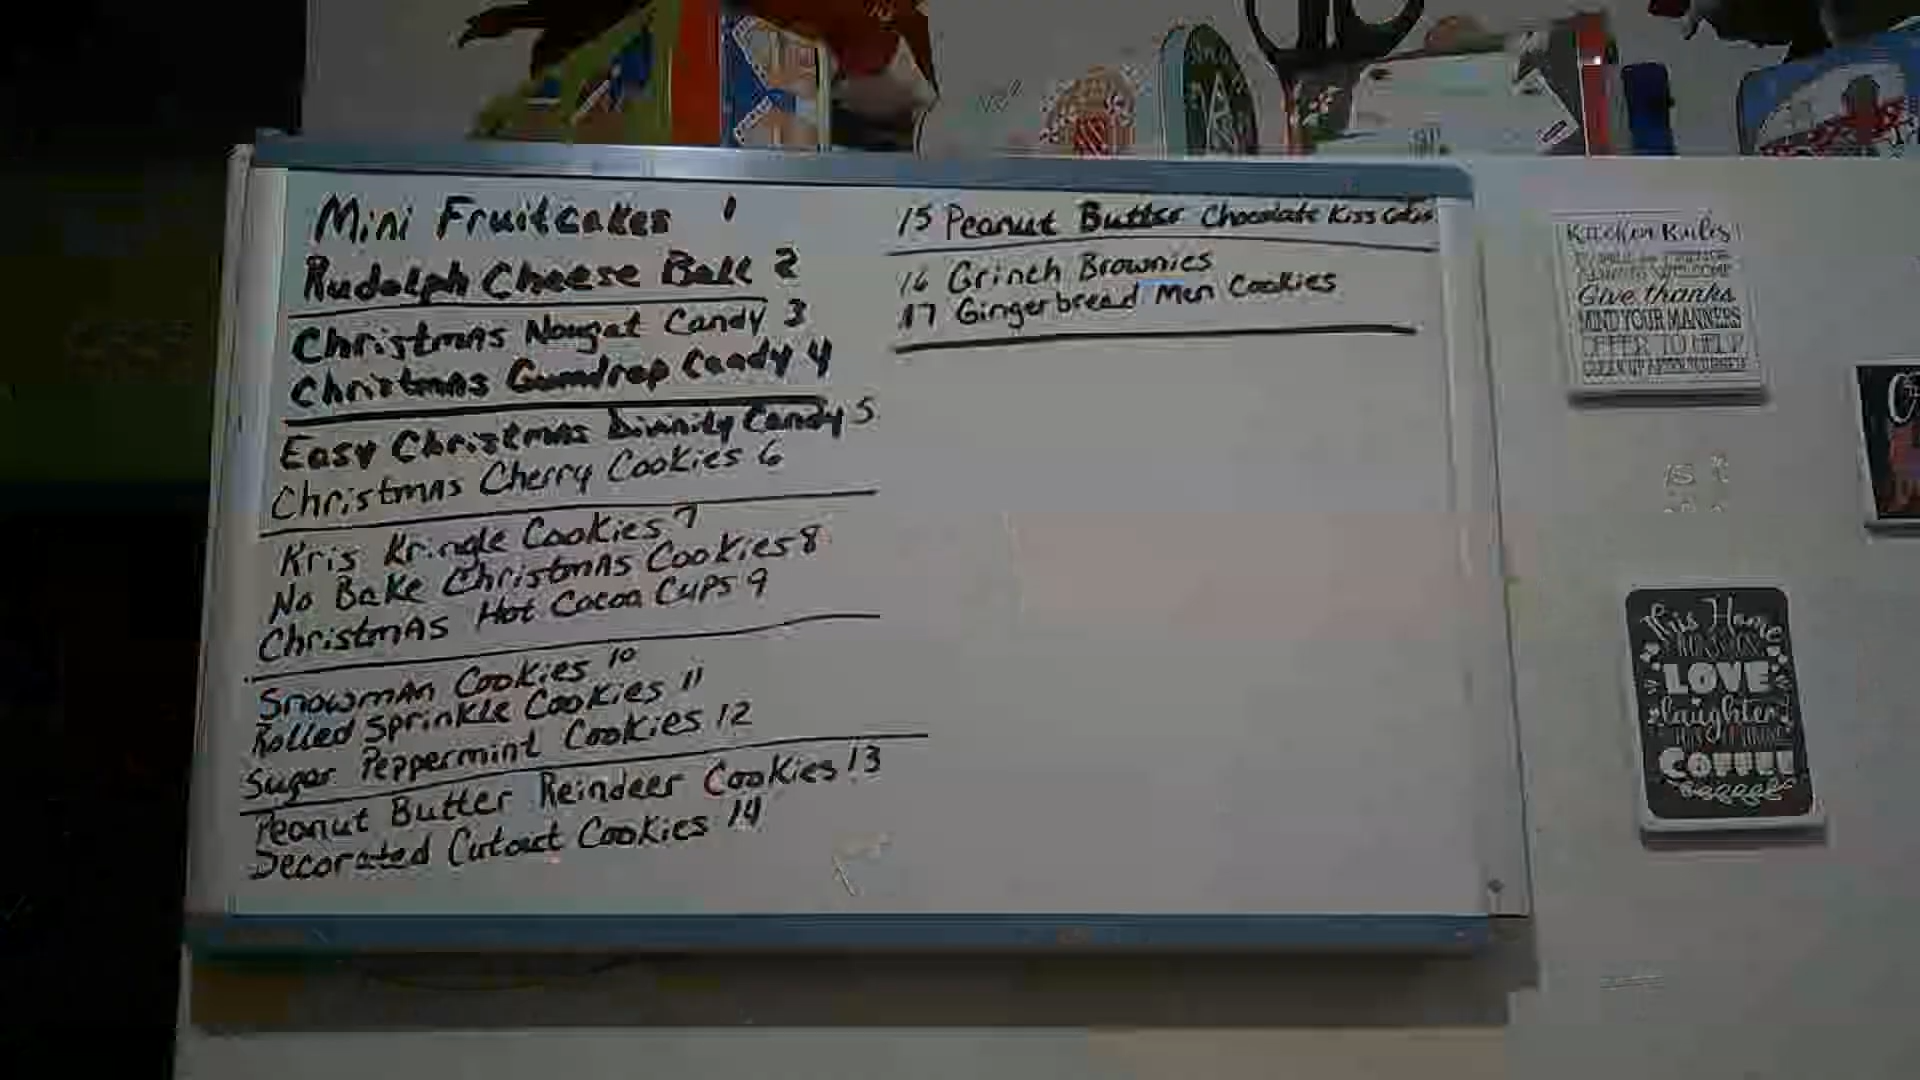 Mini Fruitcakes 1
Rudolph Cheese Ball 2
Christmas Nougat Candy 3
Christmas Gumdrop Candy 4
Easy Christmas Divinity Candy 5
Christmas Cherry Cookies 6
Kris Kringle Cookies 7
No Bake Christmas Cookies 8
Christmas Hot Cocoa Cups 9
Snowman Cookies 10
Rolled Sprinkle Cookies 11
Sugar Peppermint Cookies 12
Peanut Butter Reindeer Cookies 13
Decorated Cutout Cookies 14
15 Peanut Butter Chocolate Kiss
16 Grinch Brownies
17 Gingerbread Men Cookies
Kitchen Rules
Give thanks
MIND YOUR MANNERS
OFFER TO HELP
This Home
LOVE
laughter
COFFEE